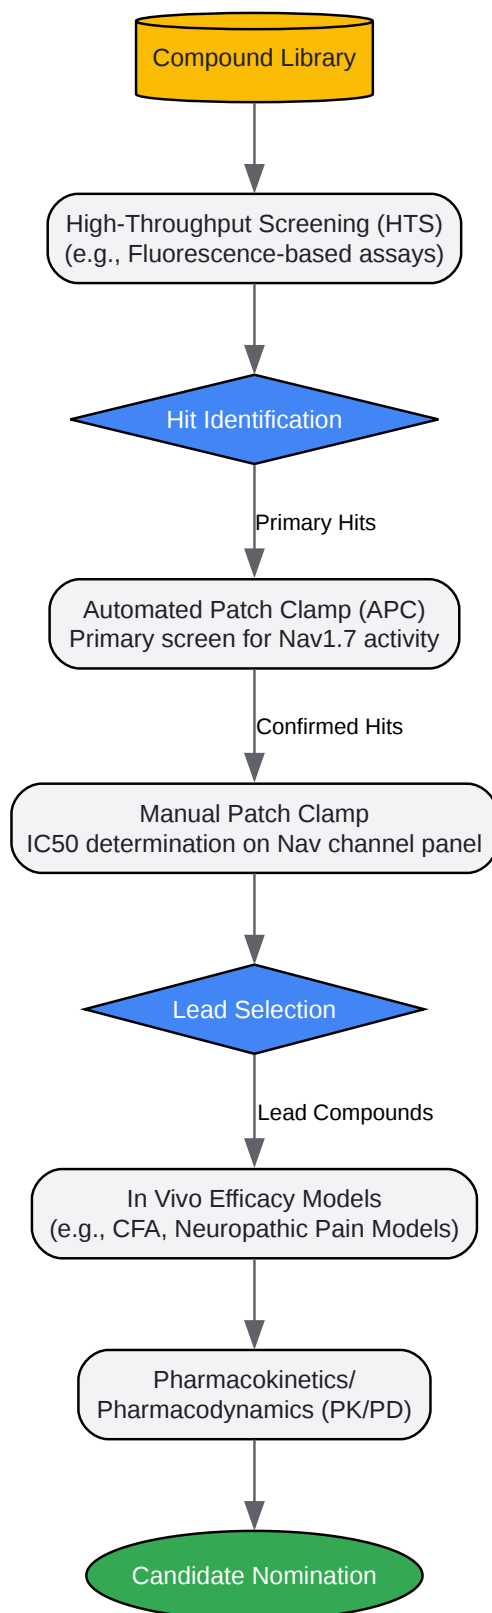 Compound Library
High-Throughput Screening (HTS)
(e.g., Fluorescence-based assays)
Hit Identification
Primary Hits
Automated Patch Clamp (APC)
Primary screen for Nav1.7 activity
Confirmed Hits
Manual Patch Clamp
IC50 determination on Nav channel panel
Lead Selection
Lead Compounds
In Vivo Efficacy Models
(e.g., CFA, Neuropathic Pain Models)
Pharmacokinetics/
Pharmacodynamics (PK/PD)
Candidate Nomination